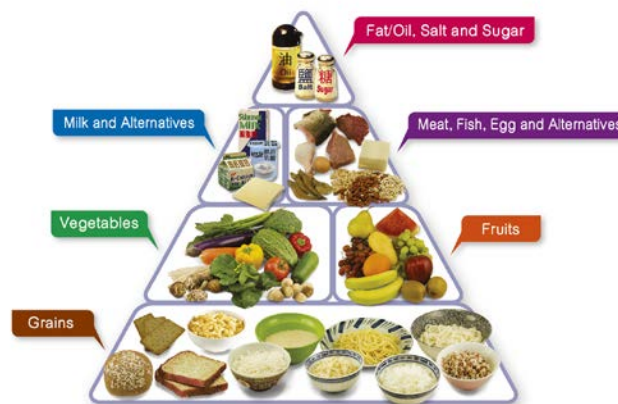 Fat/Oil, Salt and Sugar
油
Oil
鹽
Salt
糖
Sugar
Milk and Alternatives
MILK
Meat, Fish, Egg and Alternatives
Vegetables
Fruits
Grains